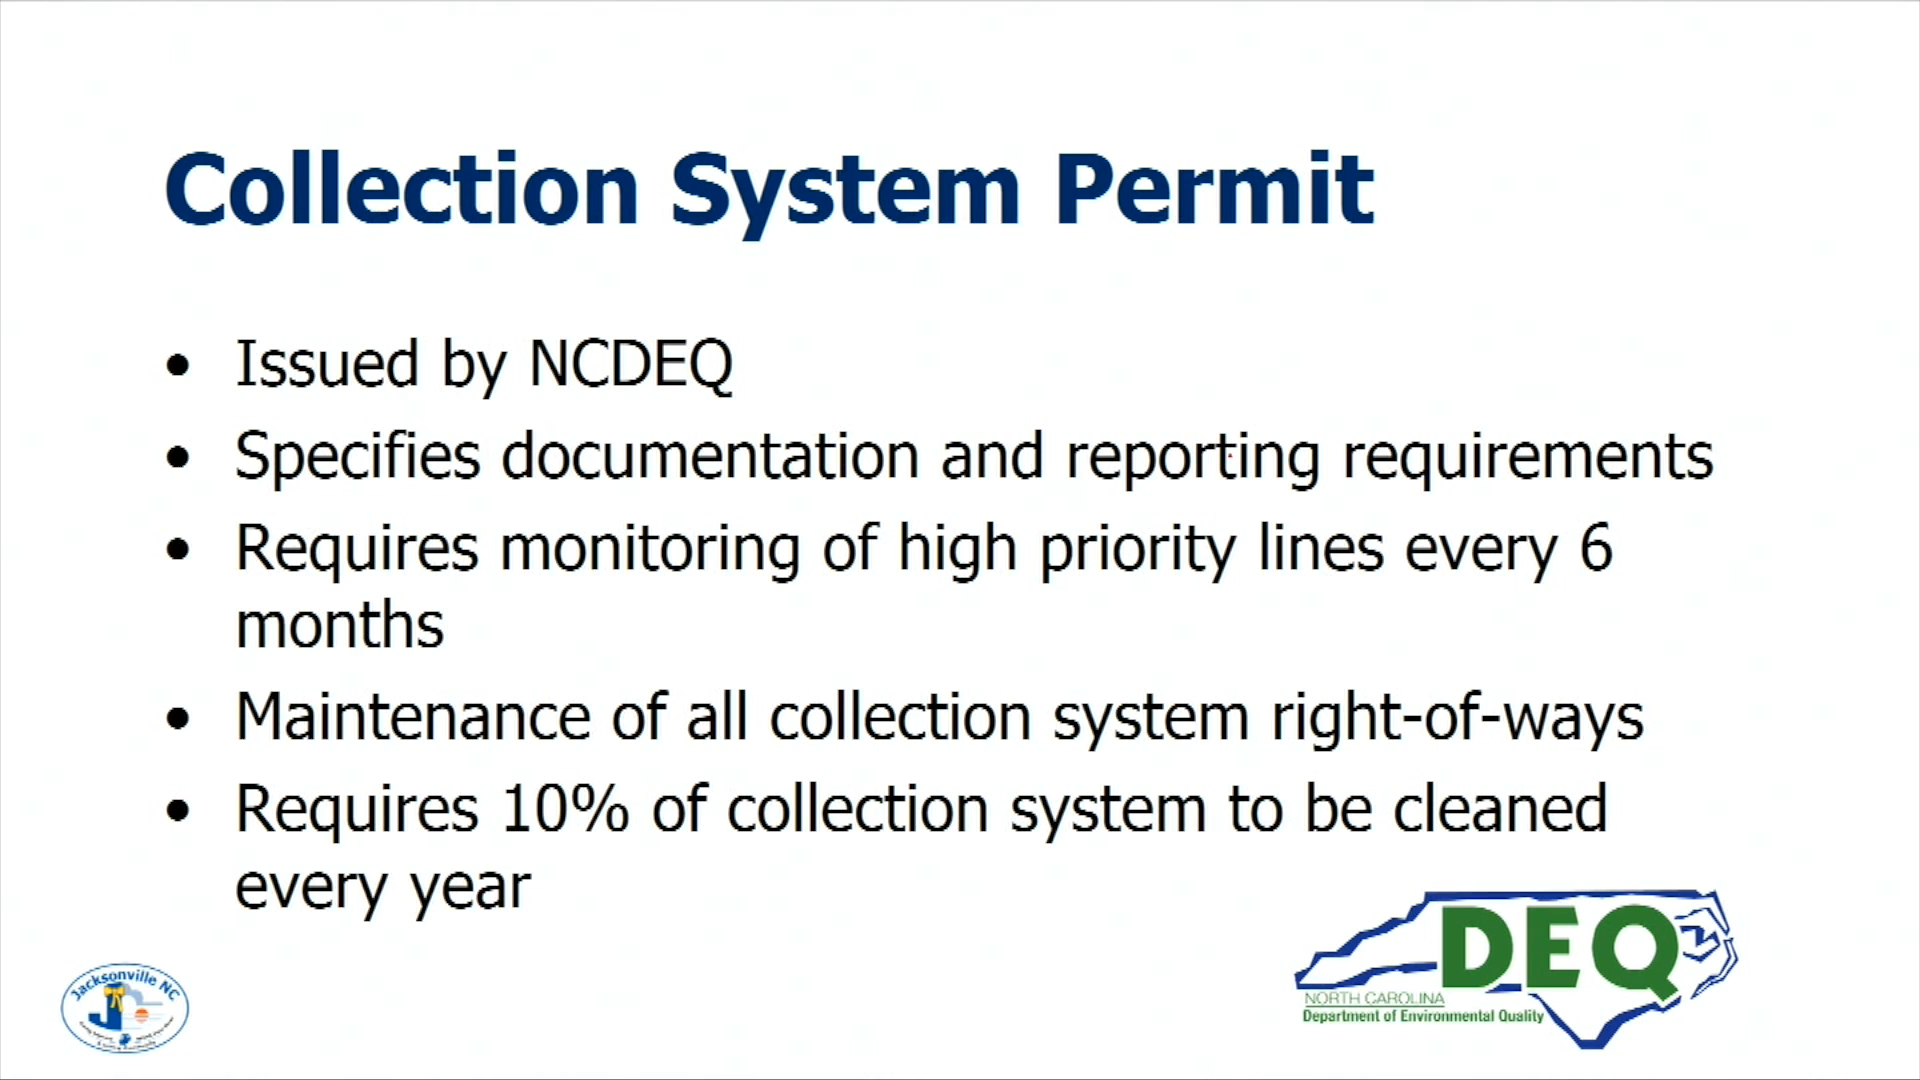 Collection System Permit
• Issued by NCDEQ
• Specifies documentation and reporting requirements
• Requires monitoring of high priority lines every 6
months
• Maintenance of all collection system right-of-ways
• Requires 10% of collection system to be cleaned
every year
Jacksonville NC
DEQ
NORTH CAROLINA
Department of Environmental Quality